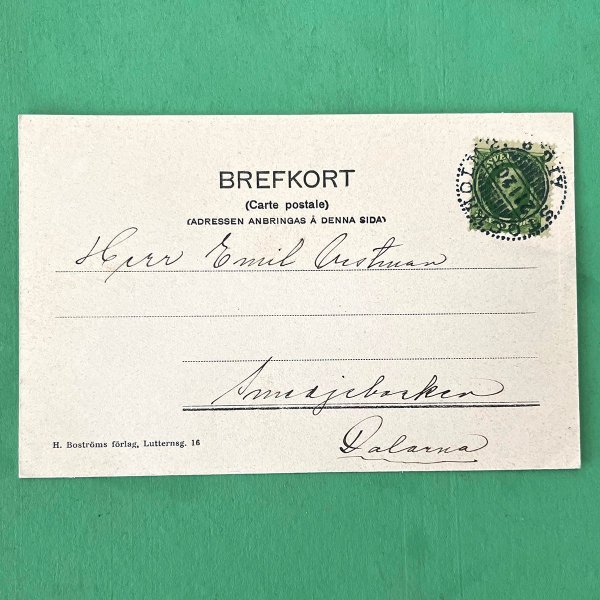 BREFKORT
(Carte postale)
(ADRESSEN ANBRINGAS Å DENNA SIDA)
Herr Emil Östman
Smedjebacken
Dalarna
H. Boströms förlag, Lutternsg. 16